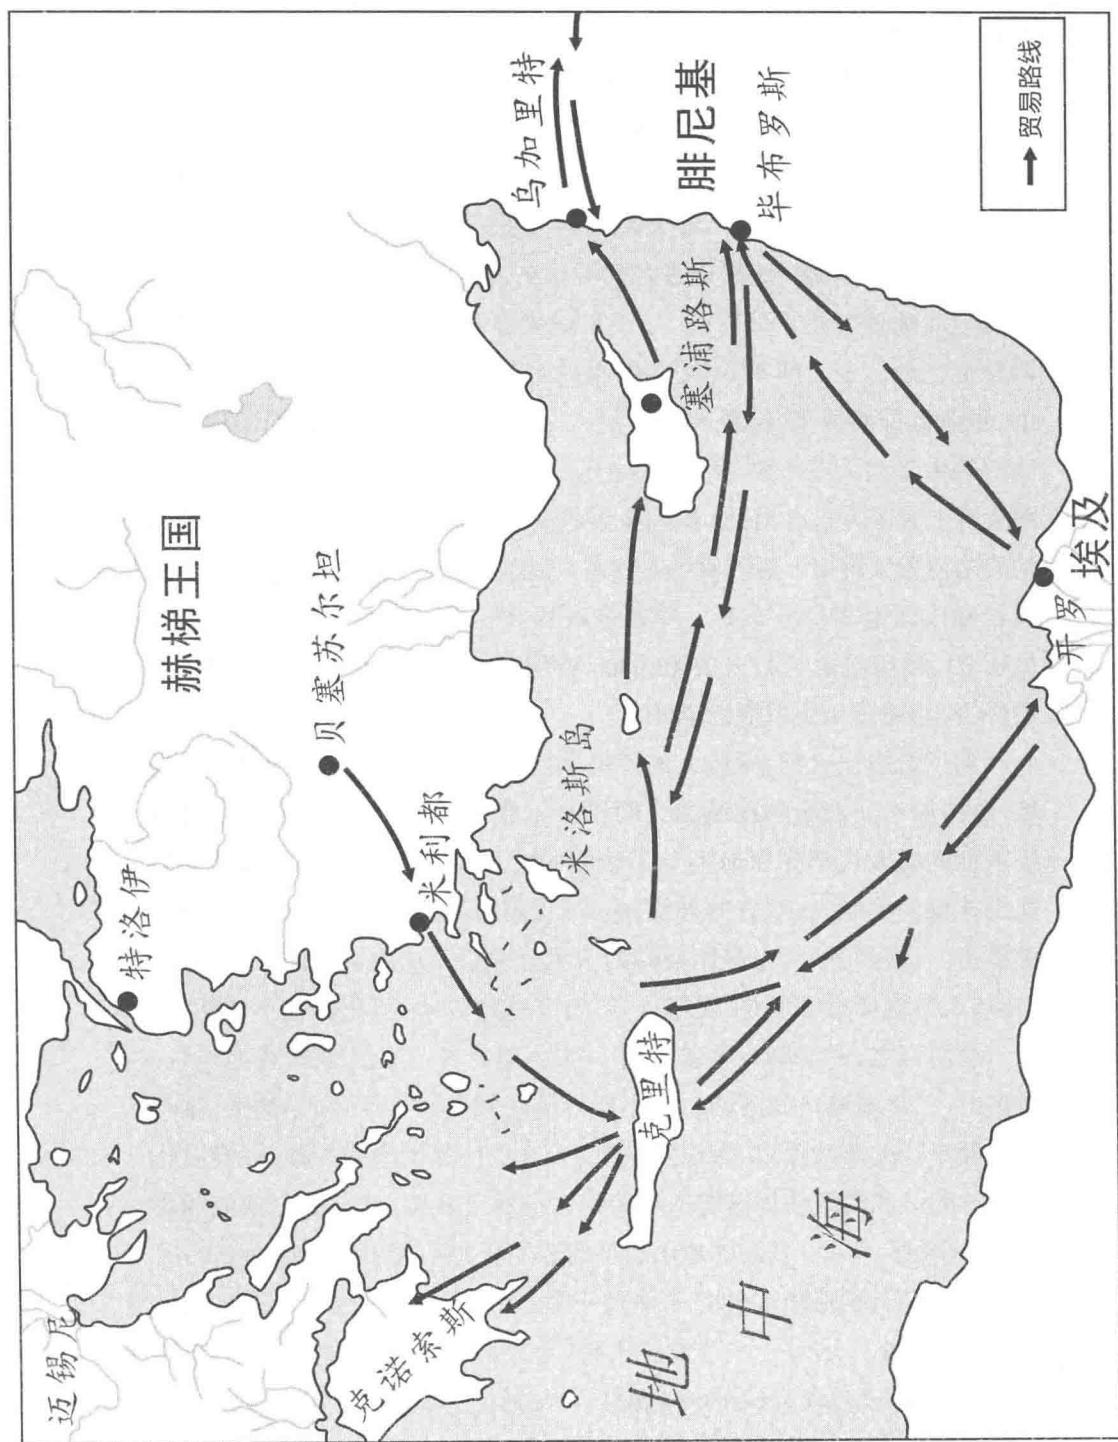 迈锡尼
特洛伊
赫梯王国
贝塞苏尔坦
米利都
克诺索斯
米洛斯岛
克里特
塞浦路斯
乌加里特
腓尼基
毕布罗斯
开罗
埃及
地中海
贸易路线